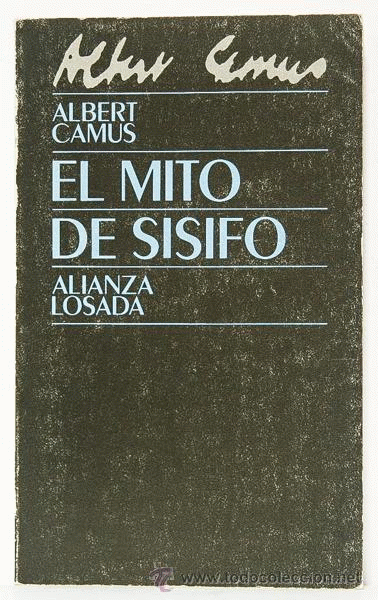 Albert Camus
ALBERT
CAMUS
EL MITO
DE SISIFO
ALIANZA
LOSADA
www.todocoleccion.net